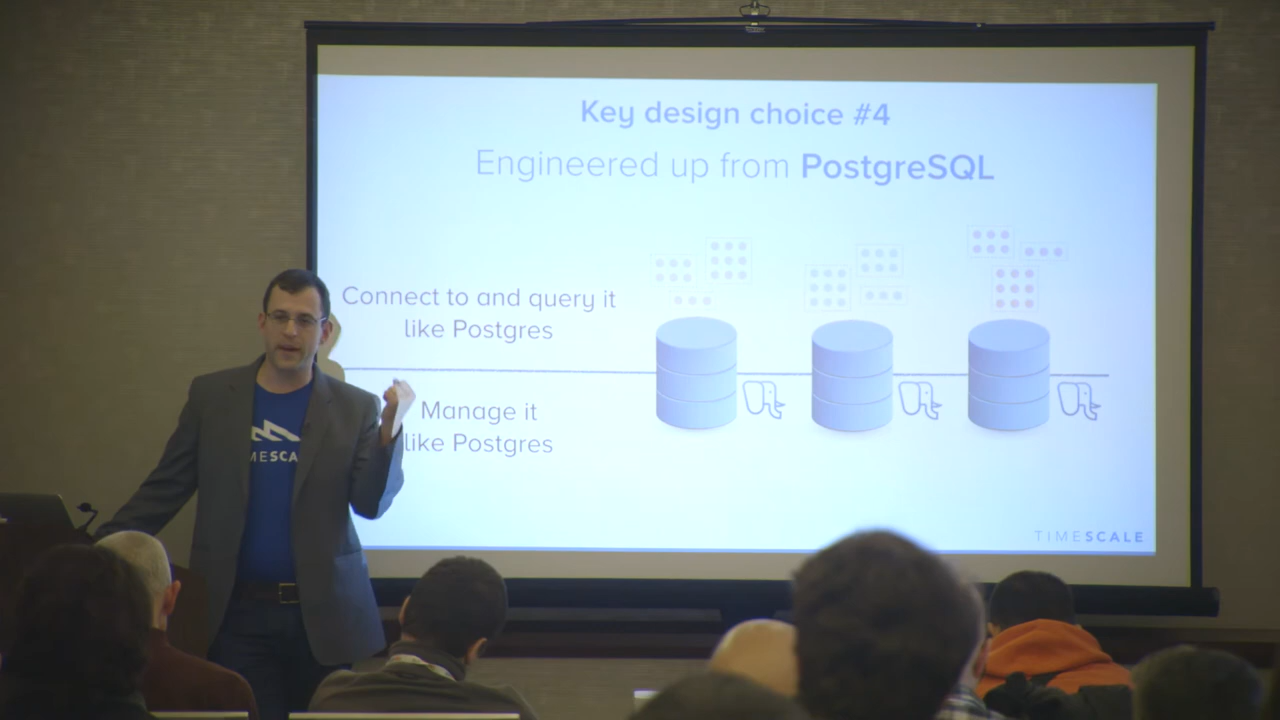 Key design choice #4
Engineered up from PostgreSQL
Connect to and query it
like Postgres
Manage it
like Postgres
MESCA
TIMESCALE